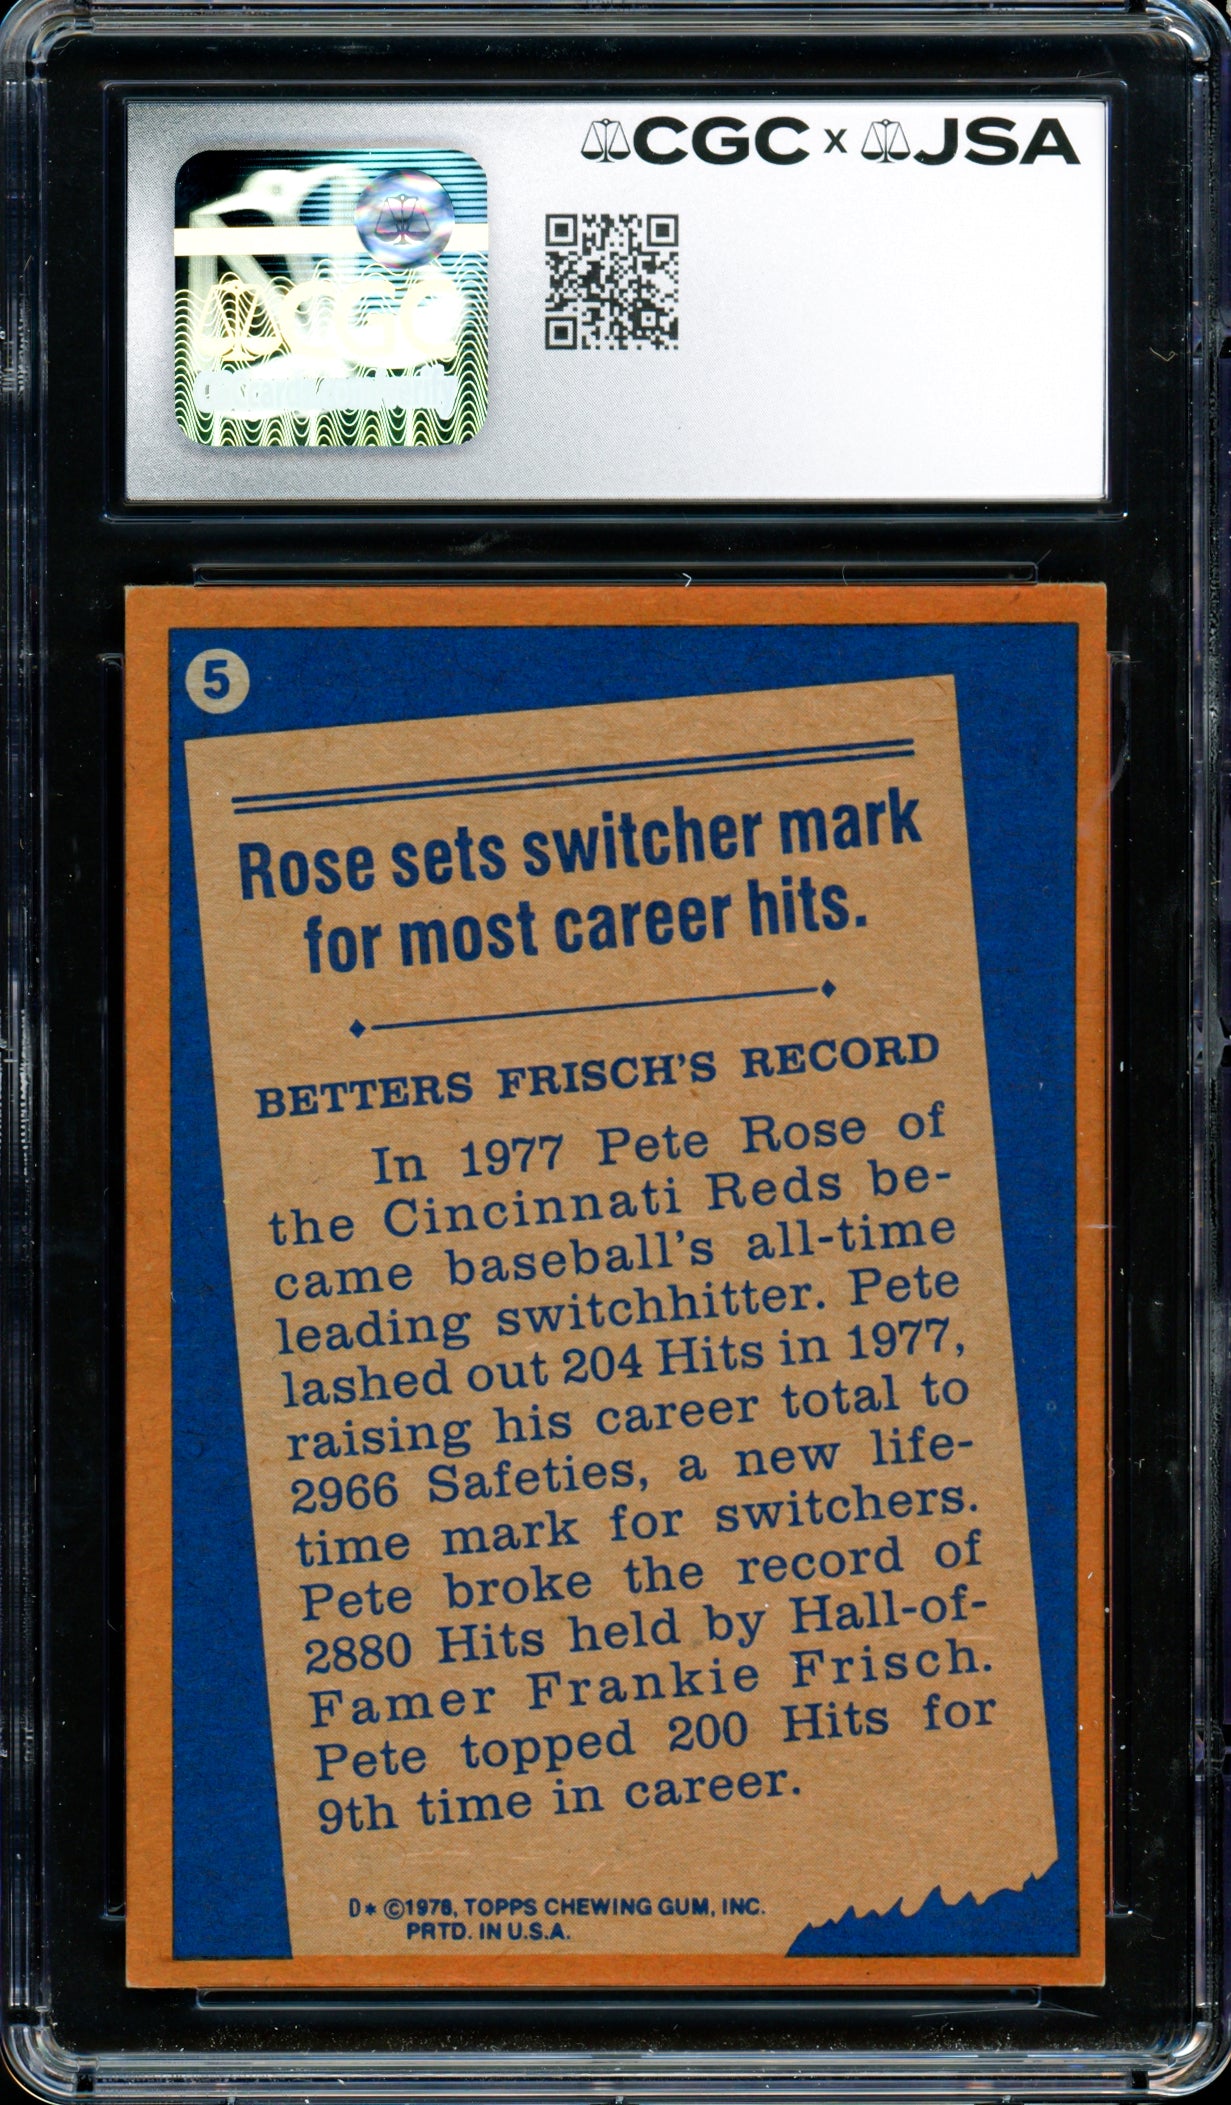 CGC x JSA
CGC
5
Rose sets switcher mark
for most career hits.
BETTERS FRISCH'S RECORD
In 1977 Pete Rose of
the Cincinnati Reds be-
came baseball's all-time
leading switchhitter. Pete
lashed out 204 Hits in 1977,
raising his career total to
2966 Safeties, a new life-
time mark for switchers.
Pete broke the record of
2880 Hits held by Hall-of-
Famer Frankie Frisch.
Pete topped 200 Hits for
9th time in career.
D* ©1978, TOPPS CHEWING GUM, INC.
PRTD. IN U.S.A.